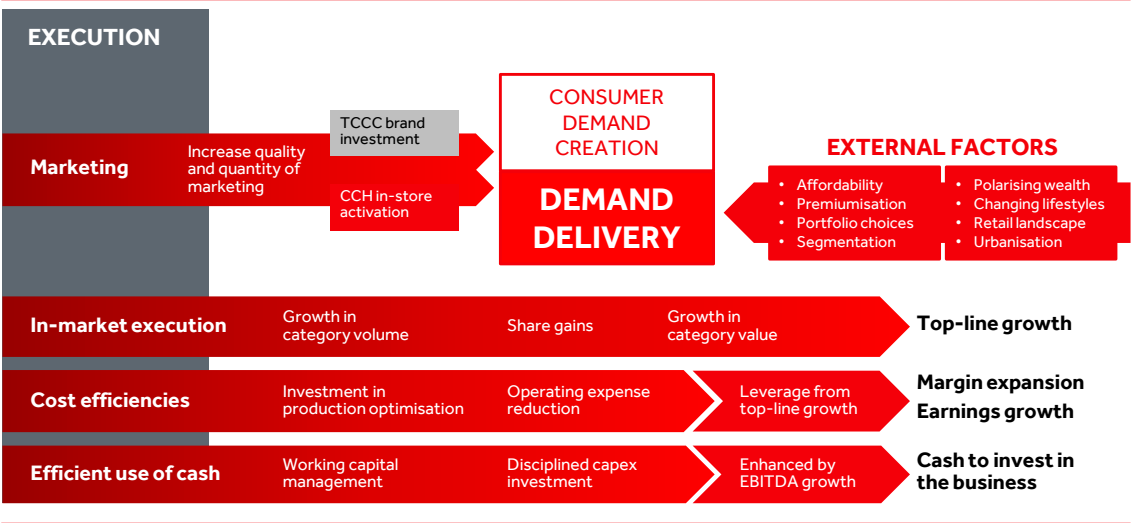 EXECUTION
Marketing
Increase quality
and quantity of
marketing
TCCC brand
investment
CCH in-store
activation
CONSUMER
DEMAND
CREATION
DEMAND
DELIVERY
EXTERNAL FACTORS
• Affordability
• Premiumisation
• Portfolio choices
• Segmentation
• Polarising wealth
• Changing lifestyles
• Retail landscape
• Urbanisation
In-market execution
Growth in
category volume
Share gains
Growth in
category value
Top-line growth
Cost efficiencies
Investment in
production optimisation
Operating expense
reduction
Leverage from
top-line growth
Margin expansion
Earnings growth
Efficient use of cash
Working capital
management
Disciplined capex
investment
Enhanced by
EBITDA growth
Cash to invest in
the business